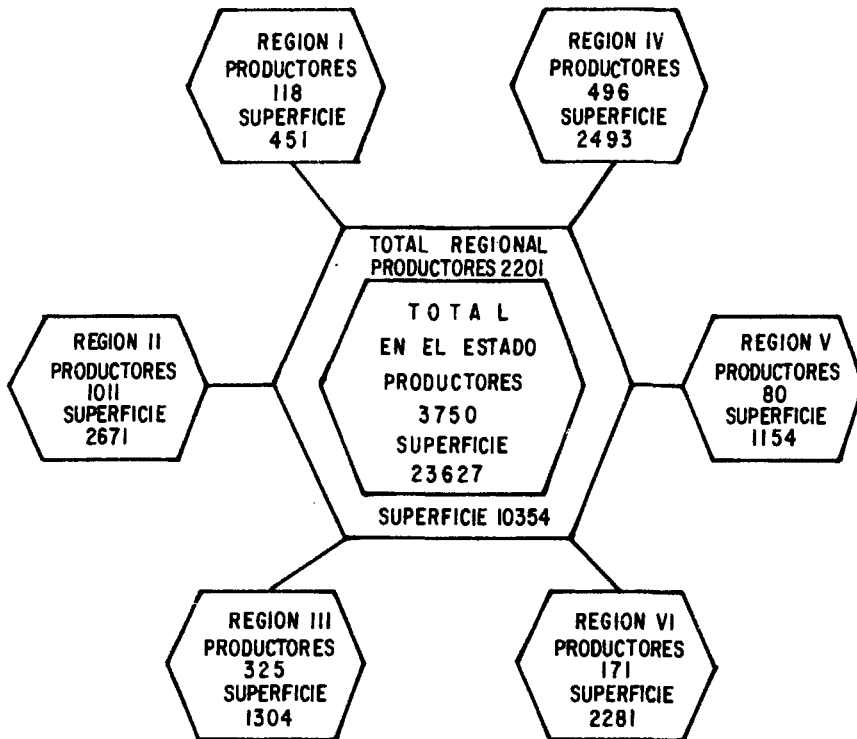 REGION I
PRODUCTORES
118
SUPERFICIE
451
REGION IV
PRODUCTORES
496
SUPERFICIE
2493
TOTAL REGIONAL
PRODUCTORES 2201
TOTAL
EN EL ESTADO
PRODUCTORES
3750
SUPERFICIE
23627
SUPERFICIE 10354
REGION II
PRODUCTORES
1011
SUPERFICIE
2671
REGION V
PRODUCTORES
80
SUPERFICIE
1154
REGION III
PRODUCTORES
325
SUPERFICIE
1304
REGION VI
PRODUCTORES
171
SUPERFICIE
2281